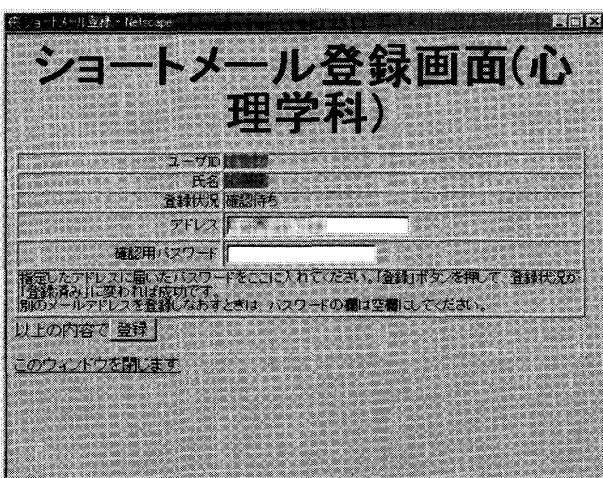 ショートメール登録 - Netscape
ショートメール登録画面(心
理学科)
ユーザID
氏名
登録状況 確認待ち
アドレス
確認用パスワード
指定したアドレスに届いたパスワードをここに入れてください。「登録」ボタンを押して、登録状況が
「登録済み」に変われば成功です。
別のメールアドレスを登録しなおすときは、パスワードの欄は空欄にしてください。
以上の内容で 登録
このウィンドウを閉じます